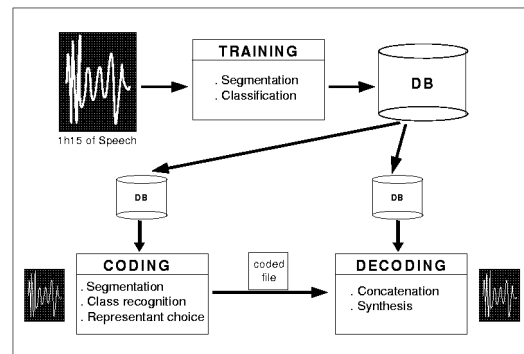 TRAINING
. Segmentation
. Classification
DB
1h15 of Speech
DB
DB
CODING
. Segmentation
. Class recognition
. Representant choice
coded
file
DECODING
. Concatenation
. Synthesis